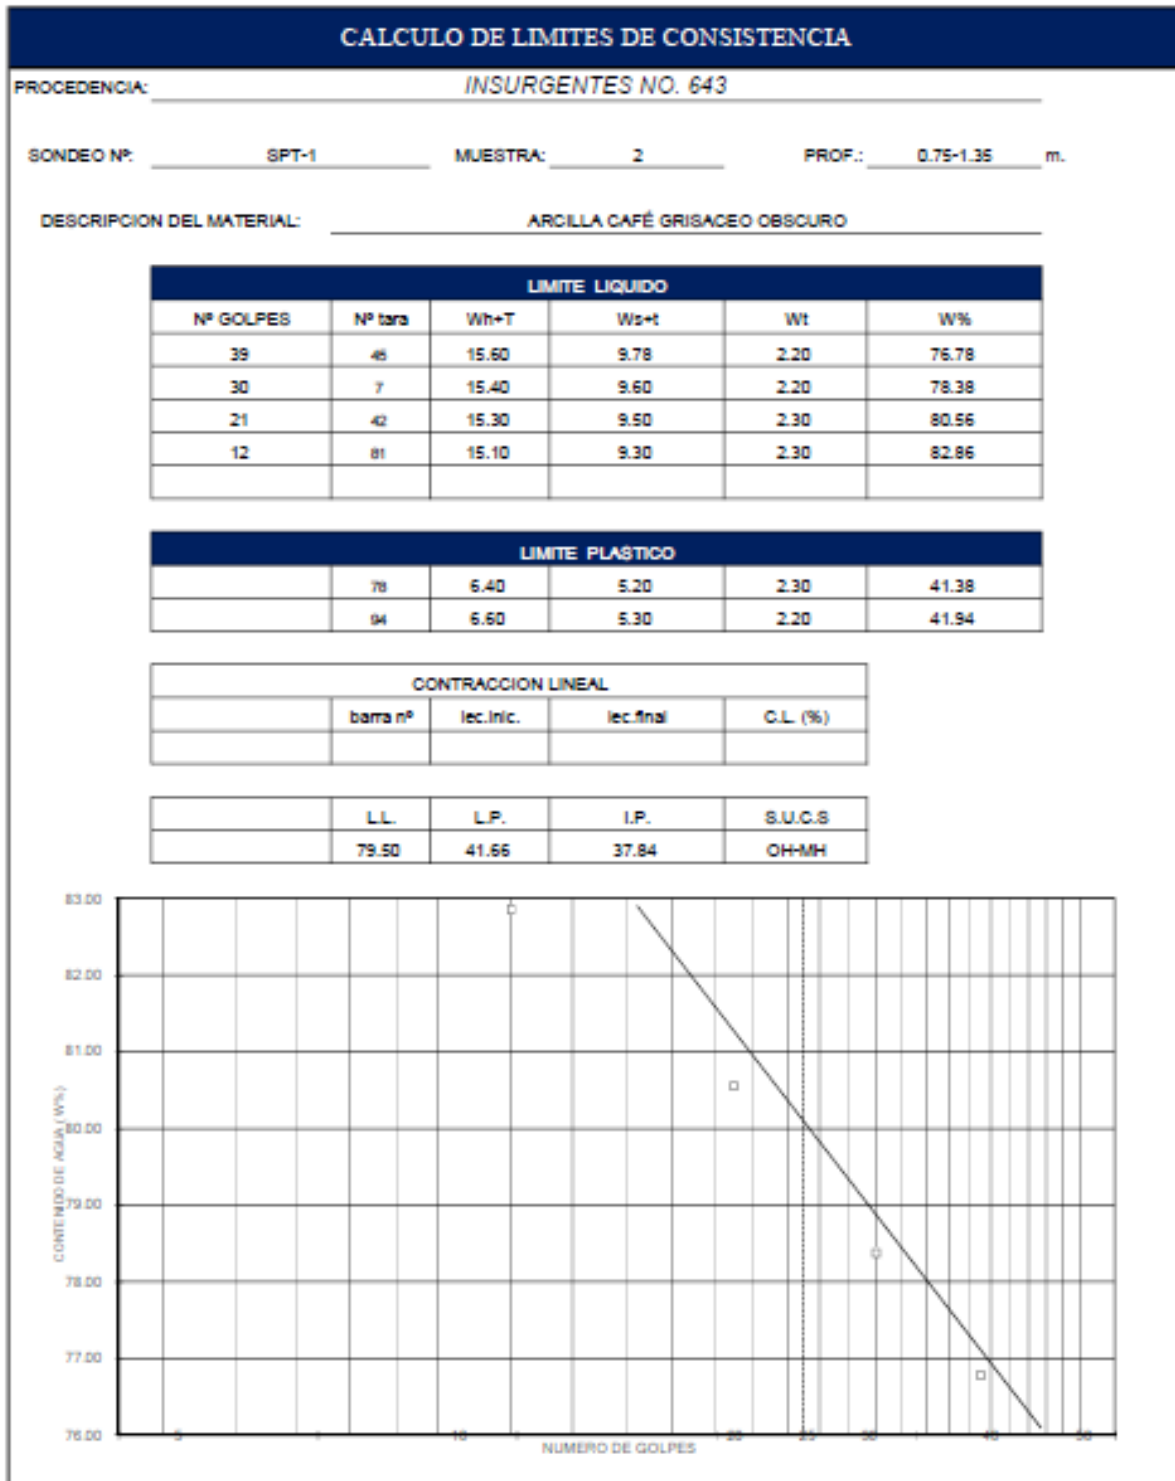 CALCULO DE LIMITES DE CONSISTENCIA
PROCEDENCIA: INSURGENTES NO. 643
SONDEO Nº: SPT-1 MUESTRA: 2 PROF.: 0.75-1.35 m.
DESCRIPCION DEL MATERIAL: ARCILLA CAFÉ GRISACEO OBSCURO
LIMITE LIQUIDO
Nº GOLPES Nº tara Wh+T Ws+t Wt W%
39 46 15.60 9.78 2.20 76.78
30 7 15.40 9.60 2.20 78.38
21 42 15.30 9.50 2.30 80.56
12 81 15.10 9.30 2.30 82.86
LIMITE PLASTICO
78 6.40 5.20 2.30 41.38
94 6.60 5.30 2.20 41.94
CONTRACCION LINEAL
barra nº lec.inic. lec.final C.L. (%)
L.L. L.P. I.P. S.U.C.S
79.50 41.66 37.84 OH-MH
83.00
82.00
81.00
80.00
79.00
78.00
77.00
76.00
CONTENIDO DE AGUA ( W%)
5 10 20 25 30 40 50
NUMERO DE GOLPES